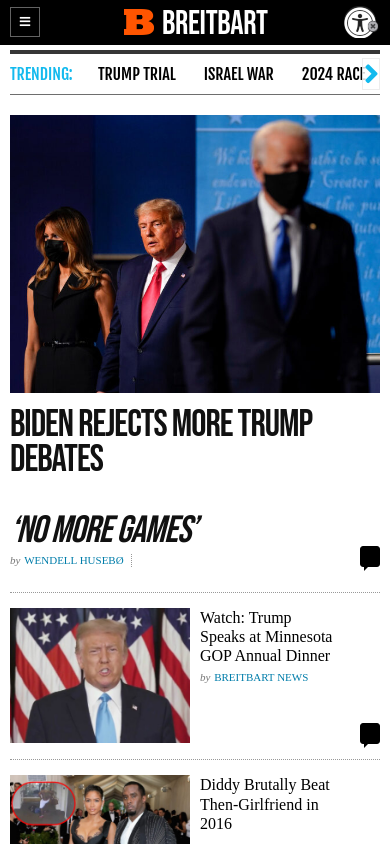 BREITBART
TRENDING:
TRUMP TRIAL
ISRAEL WAR
2024 RAC
BIDEN REJECTS MORE TRUMP
DEBATES
‘NO MORE GAMES’
by WENDELL HUSEBØ
Watch: Trump
Speaks at Minnesota
GOP Annual Dinner
by BREITBART NEWS
Diddy Brutally Beat
Then-Girlfriend in
2016